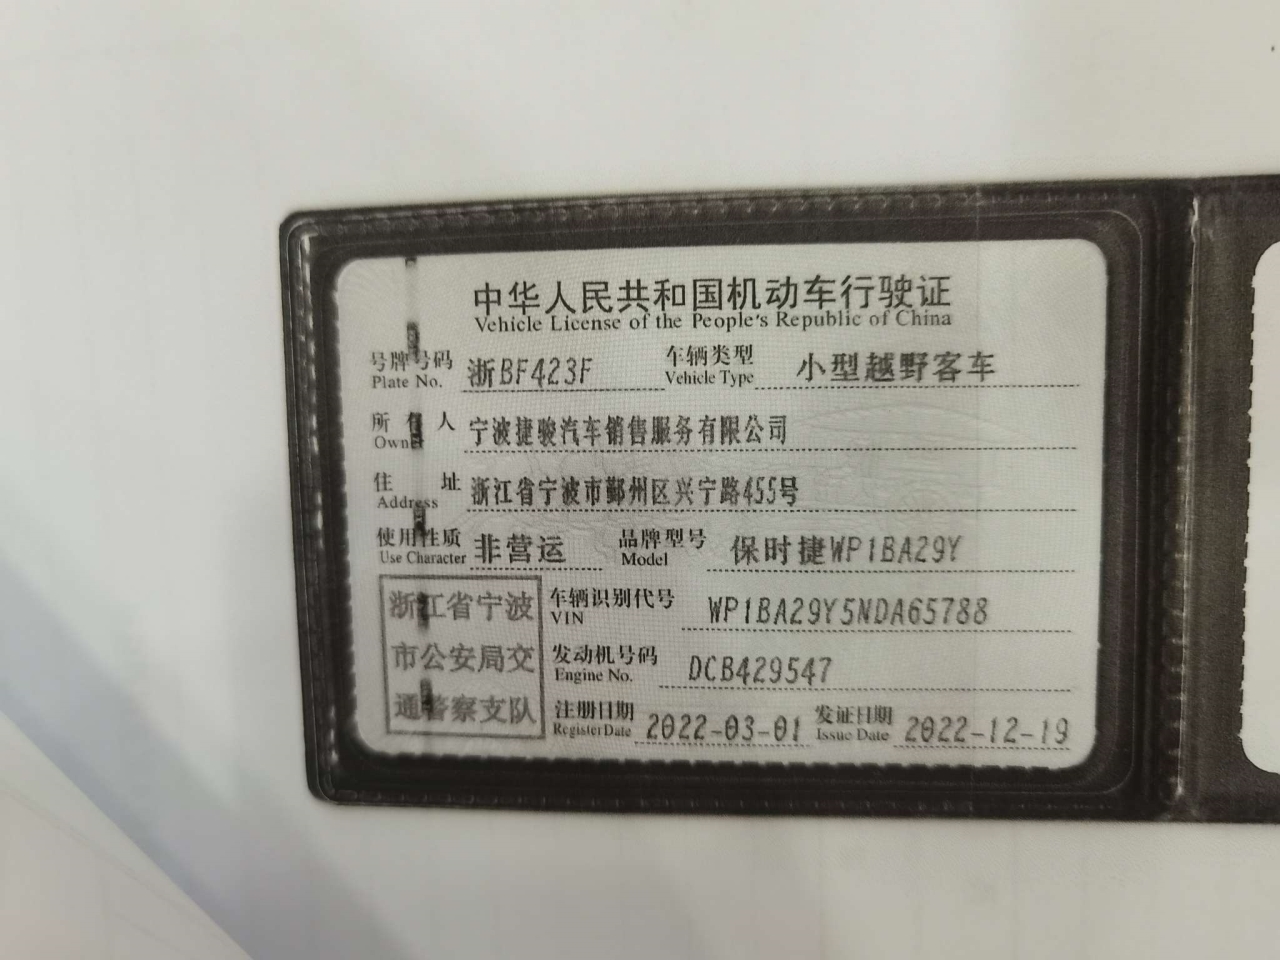 中华人民共和国机动车行驶证
Vehicle License of the People's Republic of China
号牌号码 浙BF423F 车辆类型 小型越野客车
Plate No. Vehicle Type
所有人 宁波捷骏汽车销售服务有限公司
Owner
住址 浙江省宁波市鄞州区兴宁路455号
Address
使用性质 非营运 品牌型号 保时捷WP1BA29Y
Use Character Model
浙江省宁波
市公安局交
通警察支队
车辆识别代号 WP1BA29Y5NDA65788
VIN
发动机号码 DCB429547
Engine No.
注册日期 2022-03-01 发证日期 2022-12-19
Register Date Issue Date